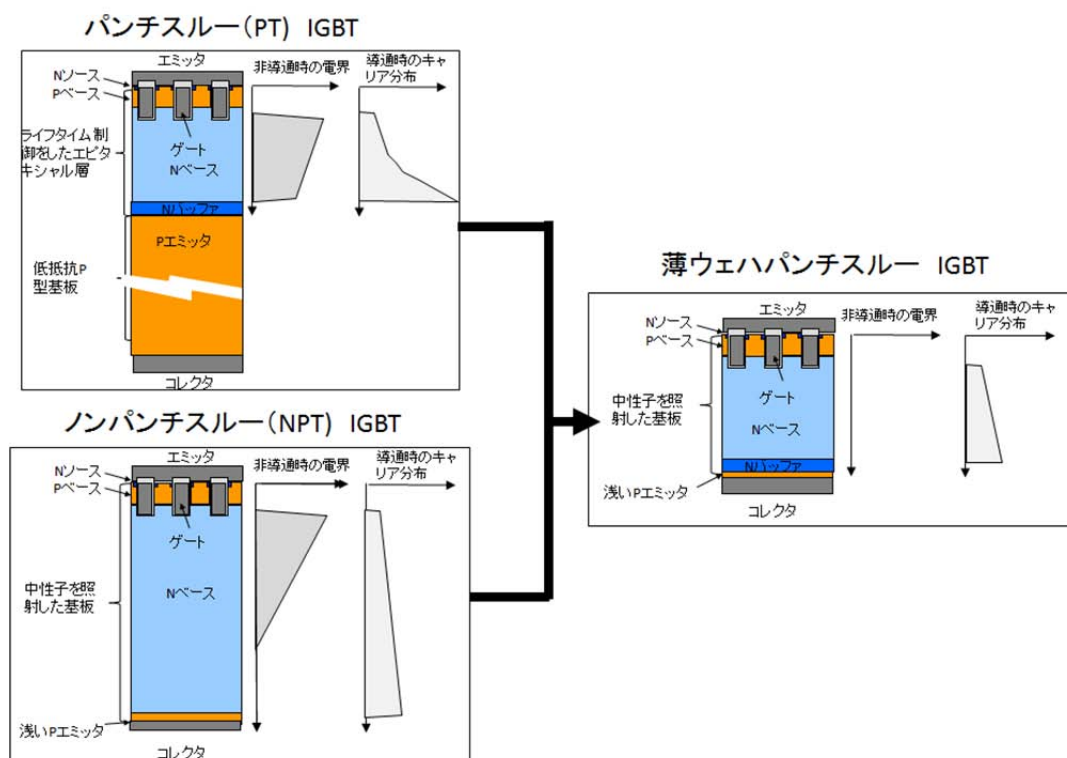 パンチスルー(PT) IGBT
エミッタ
Nソース
Pベース
非導通時の電界
導通時のキャ
リア分布
ライフタイム制
御をしたエピタ
キシャル層
ゲート
Nベース
Nバッファ
Pエミッタ
低抵抗P
型基板
コレクタ
ノンパンチスルー(NPT) IGBT
エミッタ
Nソース
Pベース
非導通時の電界
導通時のキャ
リア分布
ゲート
中性子を照
射した基板
Nベース
浅いPエミッタ
コレクタ
薄ウェハパンチスルー IGBT
エミッタ
Nソース
Pベース
非導通時の電界
導通時のキャ
リア分布
中性子を照
射した基板
ゲート
Nベース
Nバッファ
浅いPエミッタ
コレクタ